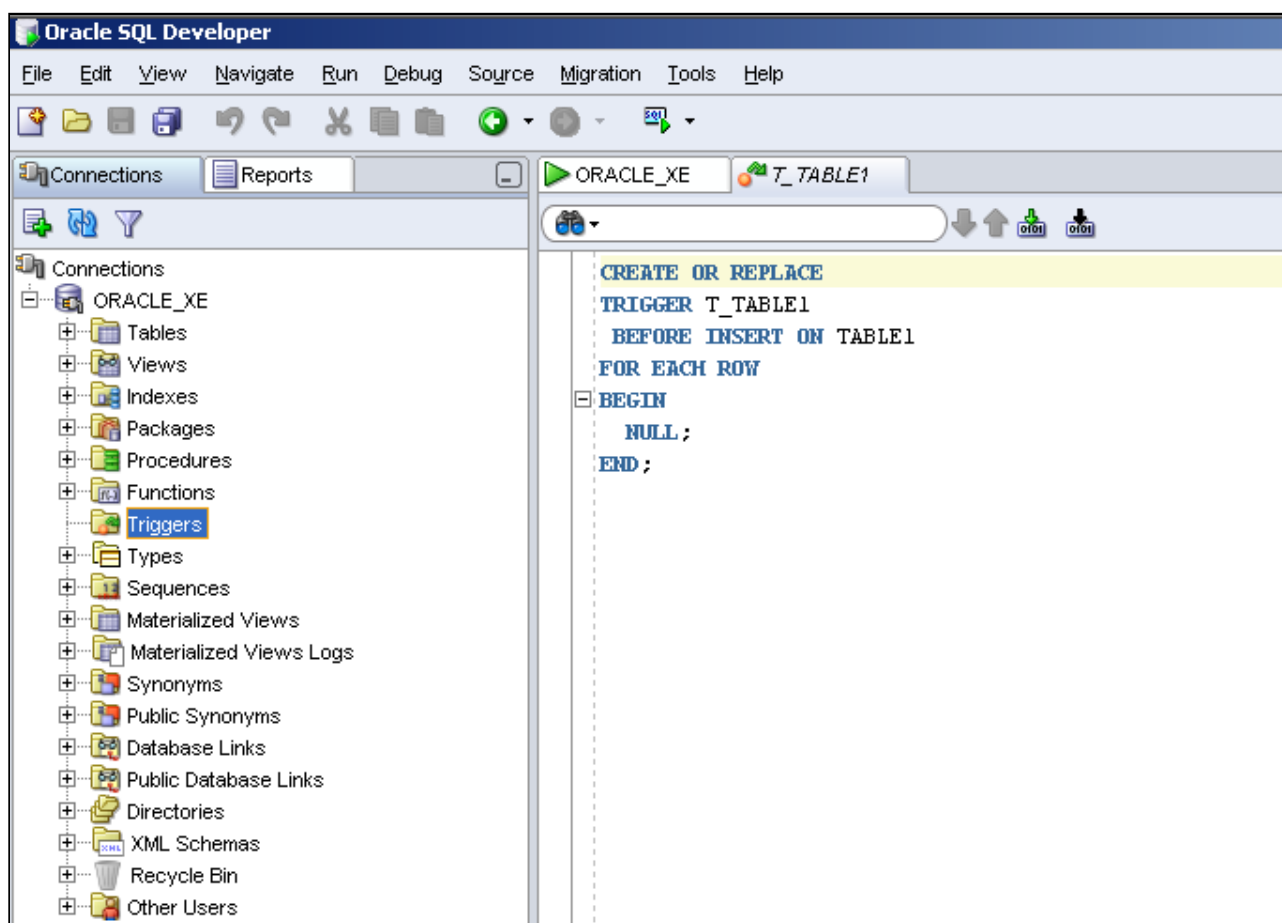 Oracle SQL Developer
File Edit View Navigate Run Debug Source Migration Tools Help
Connections Reports
ORACLE_XE T_TABLE1
Connections
ORACLE_XE
Tables
Views
Indexes
Packages
Procedures
Functions
Triggers
Types
Sequences
Materialized Views
Materialized Views Logs
Synonyms
Public Synonyms
Database Links
Public Database Links
Directories
XML Schemas
Recycle Bin
Other Users
CREATE OR REPLACE
TRIGGER T_TABLE1
BEFORE INSERT ON TABLE1
FOR EACH ROW
BEGIN
NULL;
END;